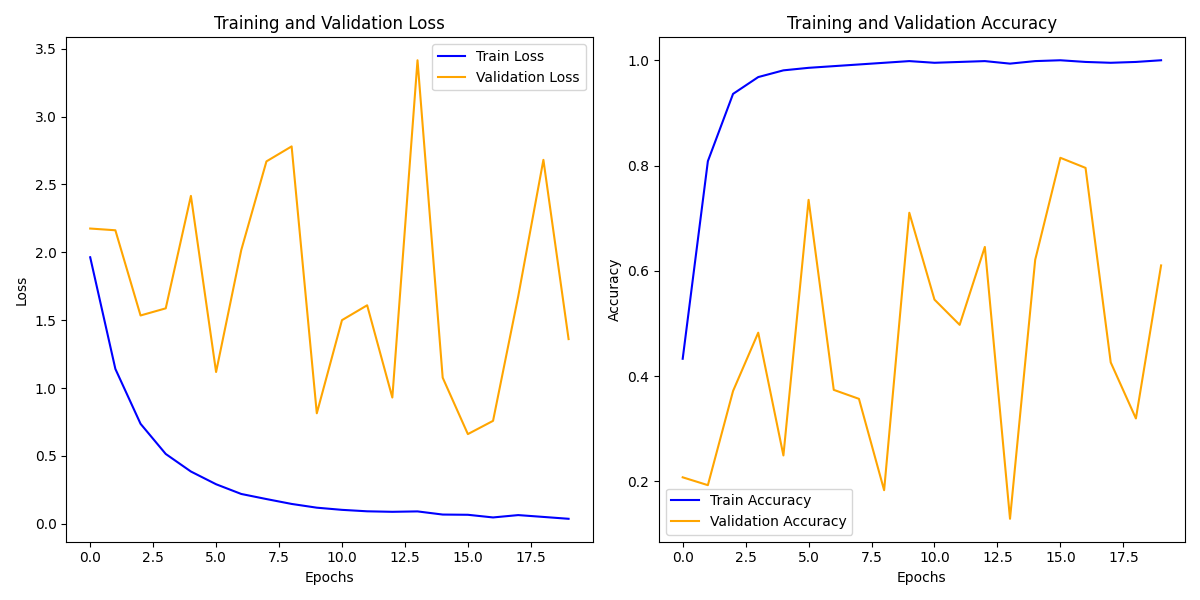 Training and Validation Loss
Train Loss
Validation Loss
3.5
3.0
2.5
2.0
1.5
1.0
0.5
0.0
Loss
0.0 2.5 5.0 7.5 10.0 12.5 15.0 17.5
Epochs
Training and Validation Accuracy
1.0
0.8
0.6
0.4
0.2
Accuracy
Train Accuracy
Validation Accuracy
0.0 2.5 5.0 7.5 10.0 12.5 15.0 17.5
Epochs